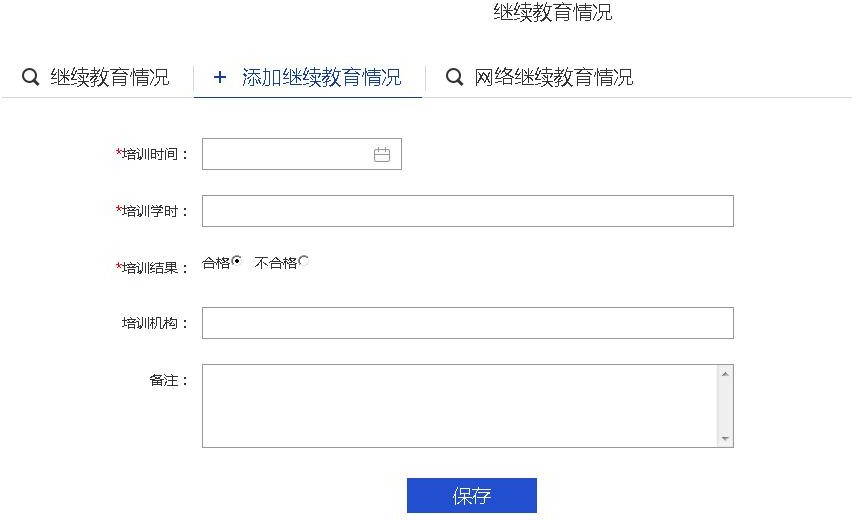 继续教育情况
继续教育情况 + 添加继续教育情况 网络继续教育情况
*培训时间：
*培训学时：
*培训结果： 合格 不合格
培训机构：
备注：
保存